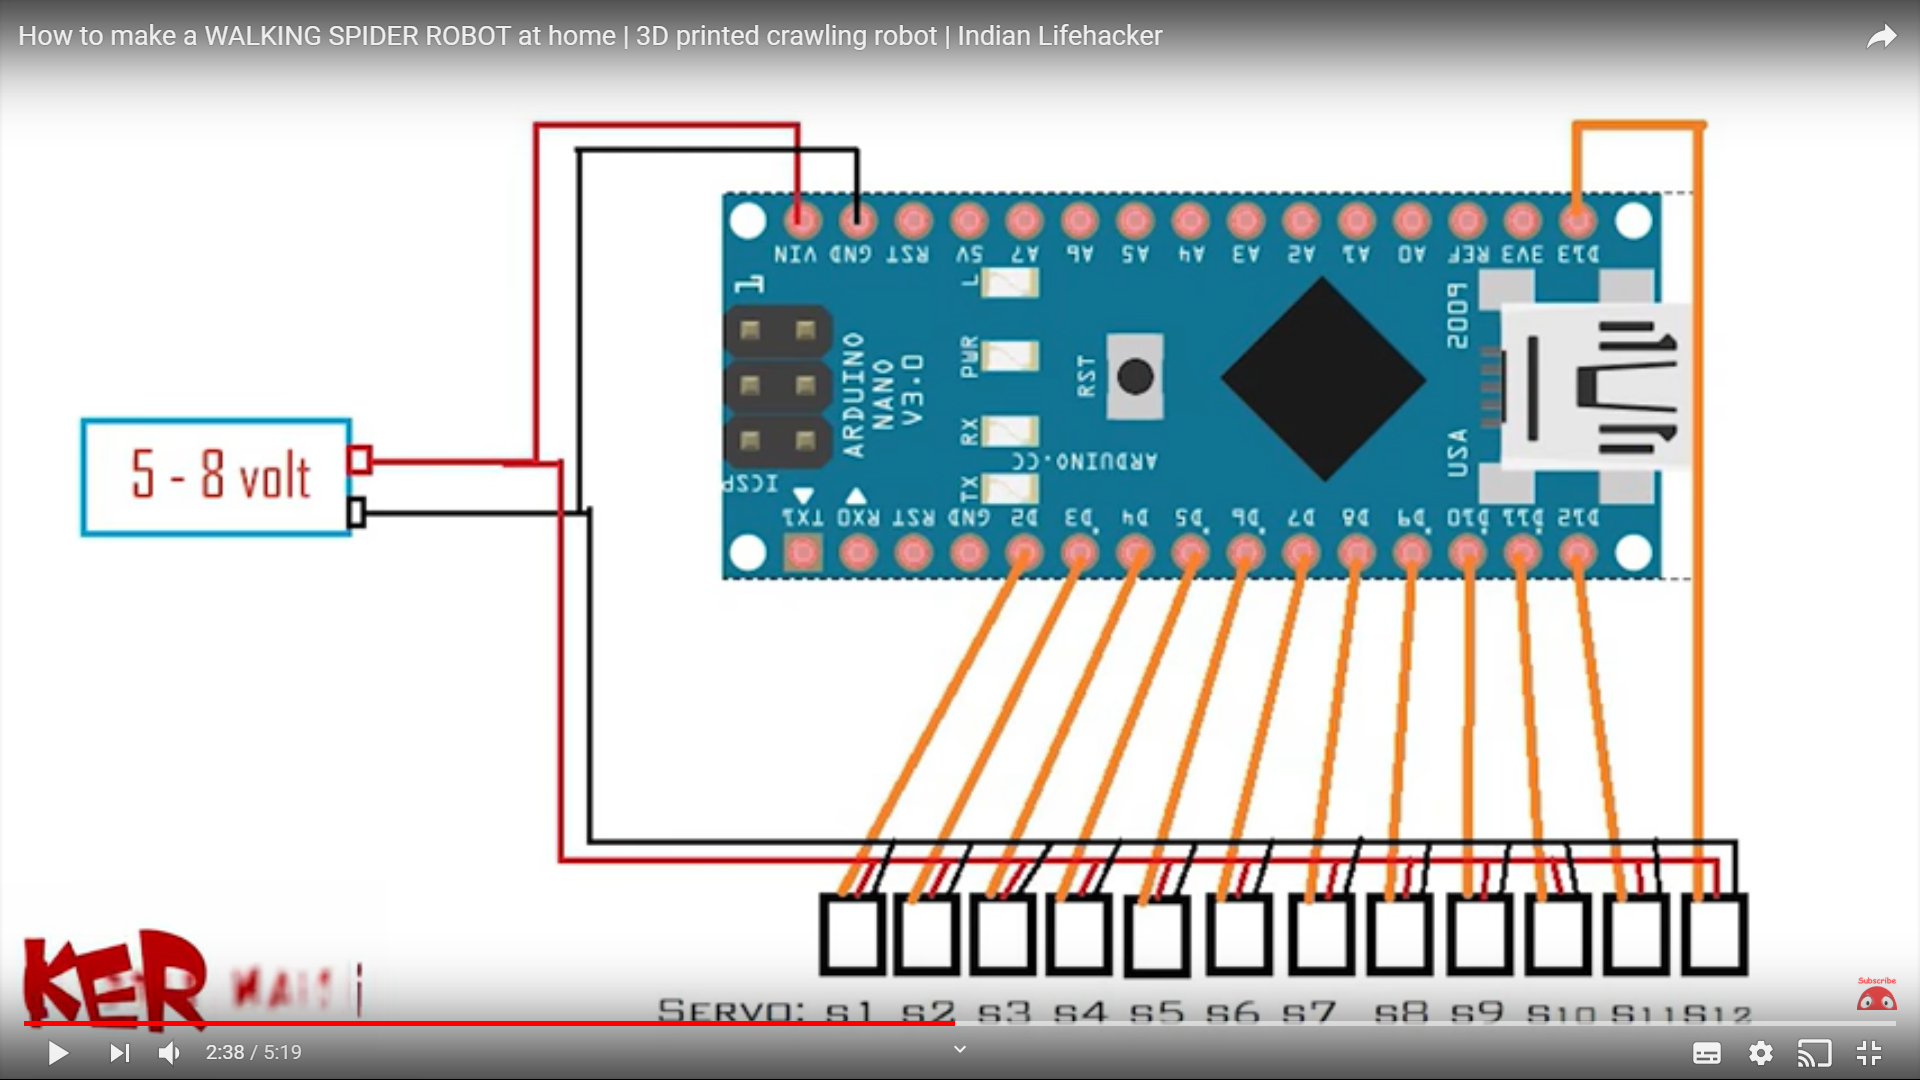 How to make a WALKING SPIDER ROBOT at home | 3D printed crawling robot | Indian Lifehacker
VIN GND RST 5V A7 A6 A5 A4 A3 A2 A1 A0 REF 3V3 D13
1
L
PWR
RX
TX
ARDUINO
NANO
V3.0
RST
ARDUINO.CC
2009
USA
ICSP
TX1 RX0 RST GND D2 D3 D4 D5 D6 D7 D8 D9 D10 D11 D12
5 - 8 volt
KER
Subscribe
SERVO: S1 S2 S3 S4 S5 S6 S7 S8 S9 S10 S11 S12
2:38 / 5:19